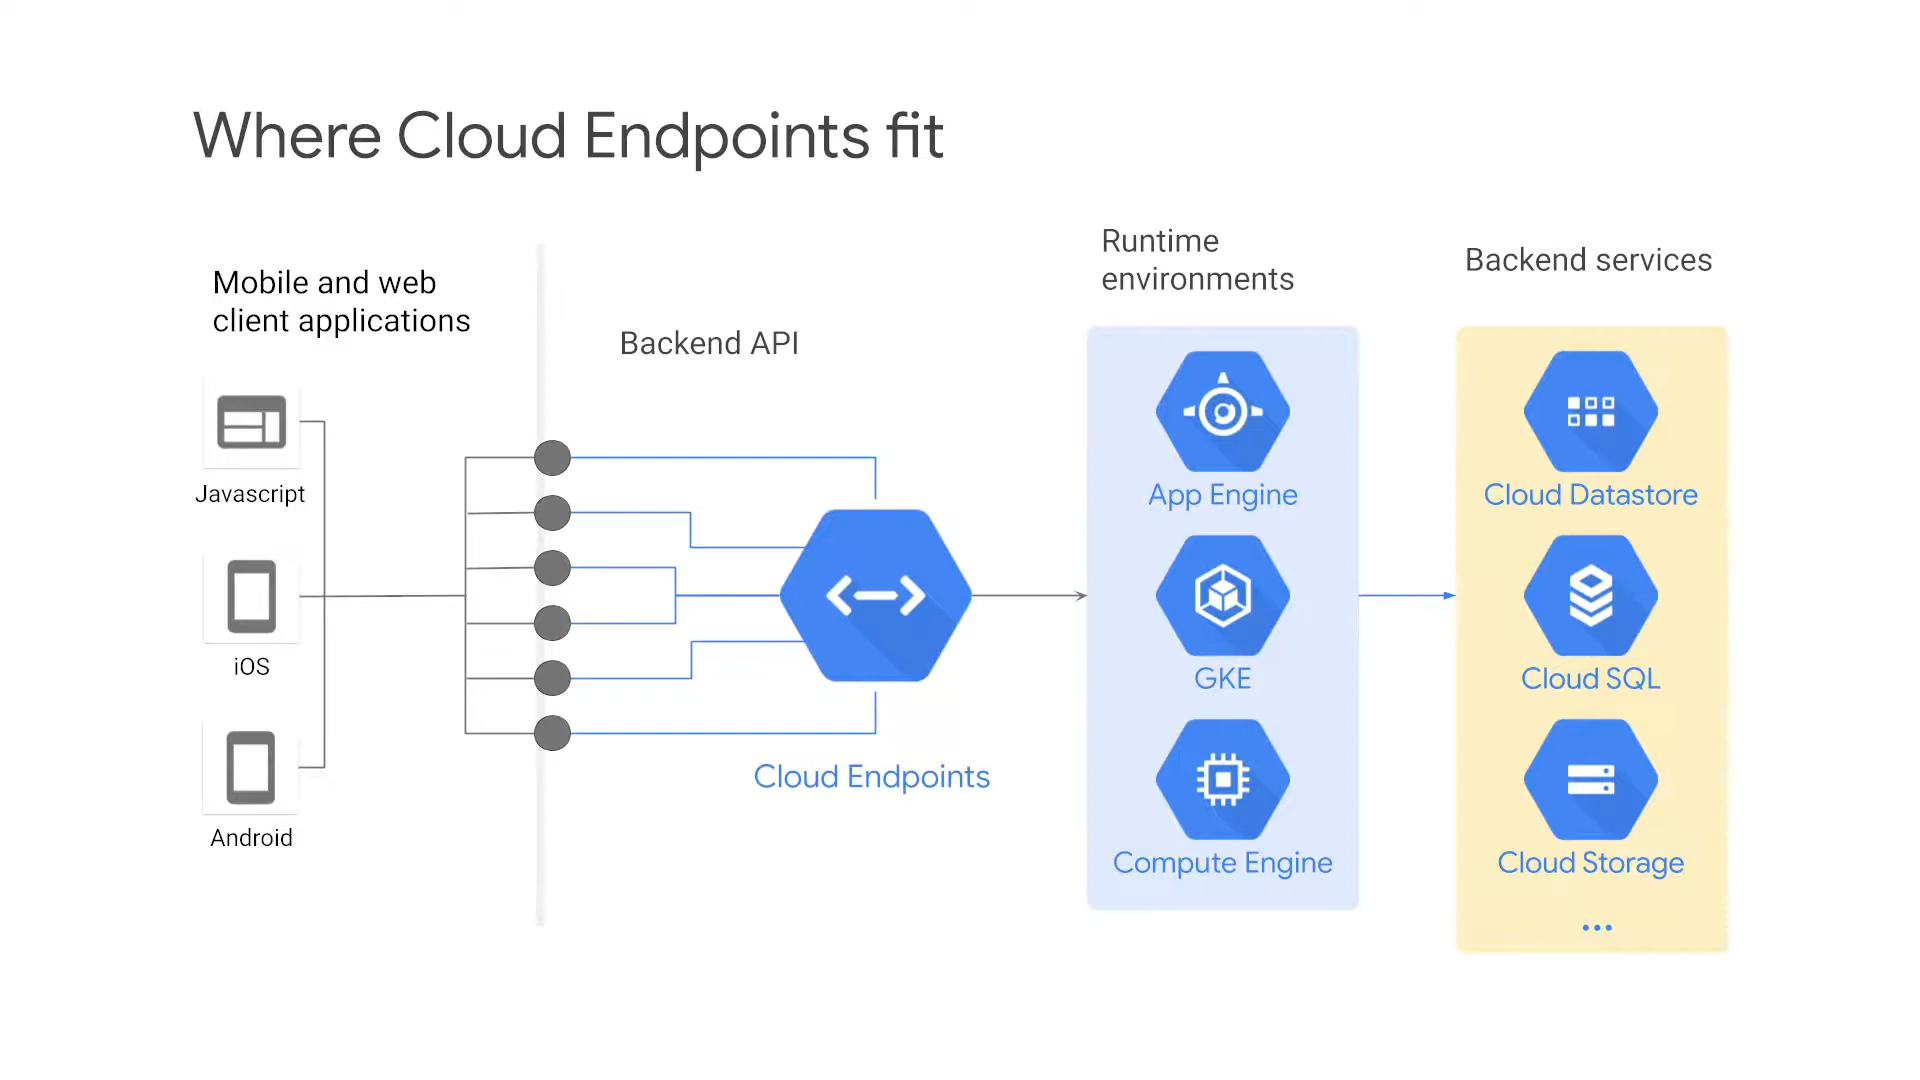 Where Cloud Endpoints fit
Mobile and web
client applications
Javascript
iOS
Android
Backend API
Cloud Endpoints
Runtime
environments
App Engine
GKE
Compute Engine
Backend services
Cloud Datastore
Cloud SQL
Cloud Storage
...